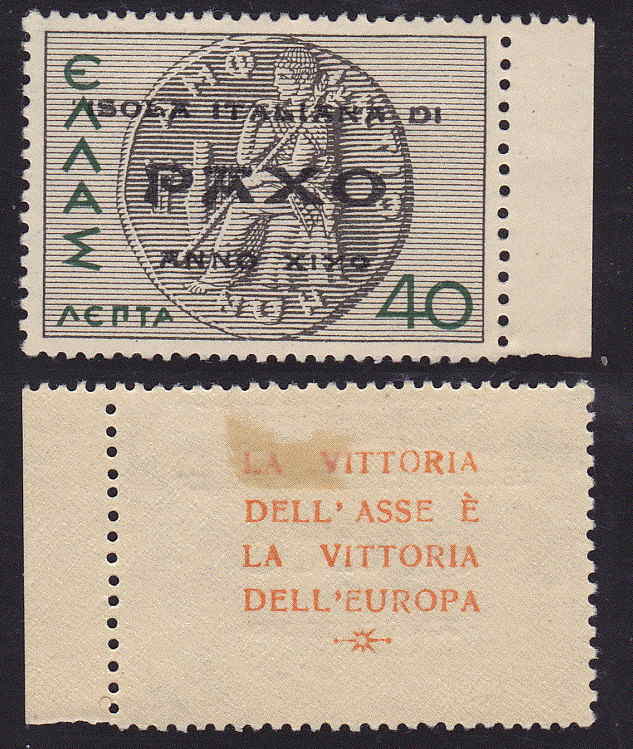 ΕΛΛΑΣ
ISOLA ITALIANA DI
PAXO
ANNO XIXº
ΛΕΠΤΑ 40
LA VITTORIA
DELL'ASSE È
LA VITTORIA
DELL'EUROPA